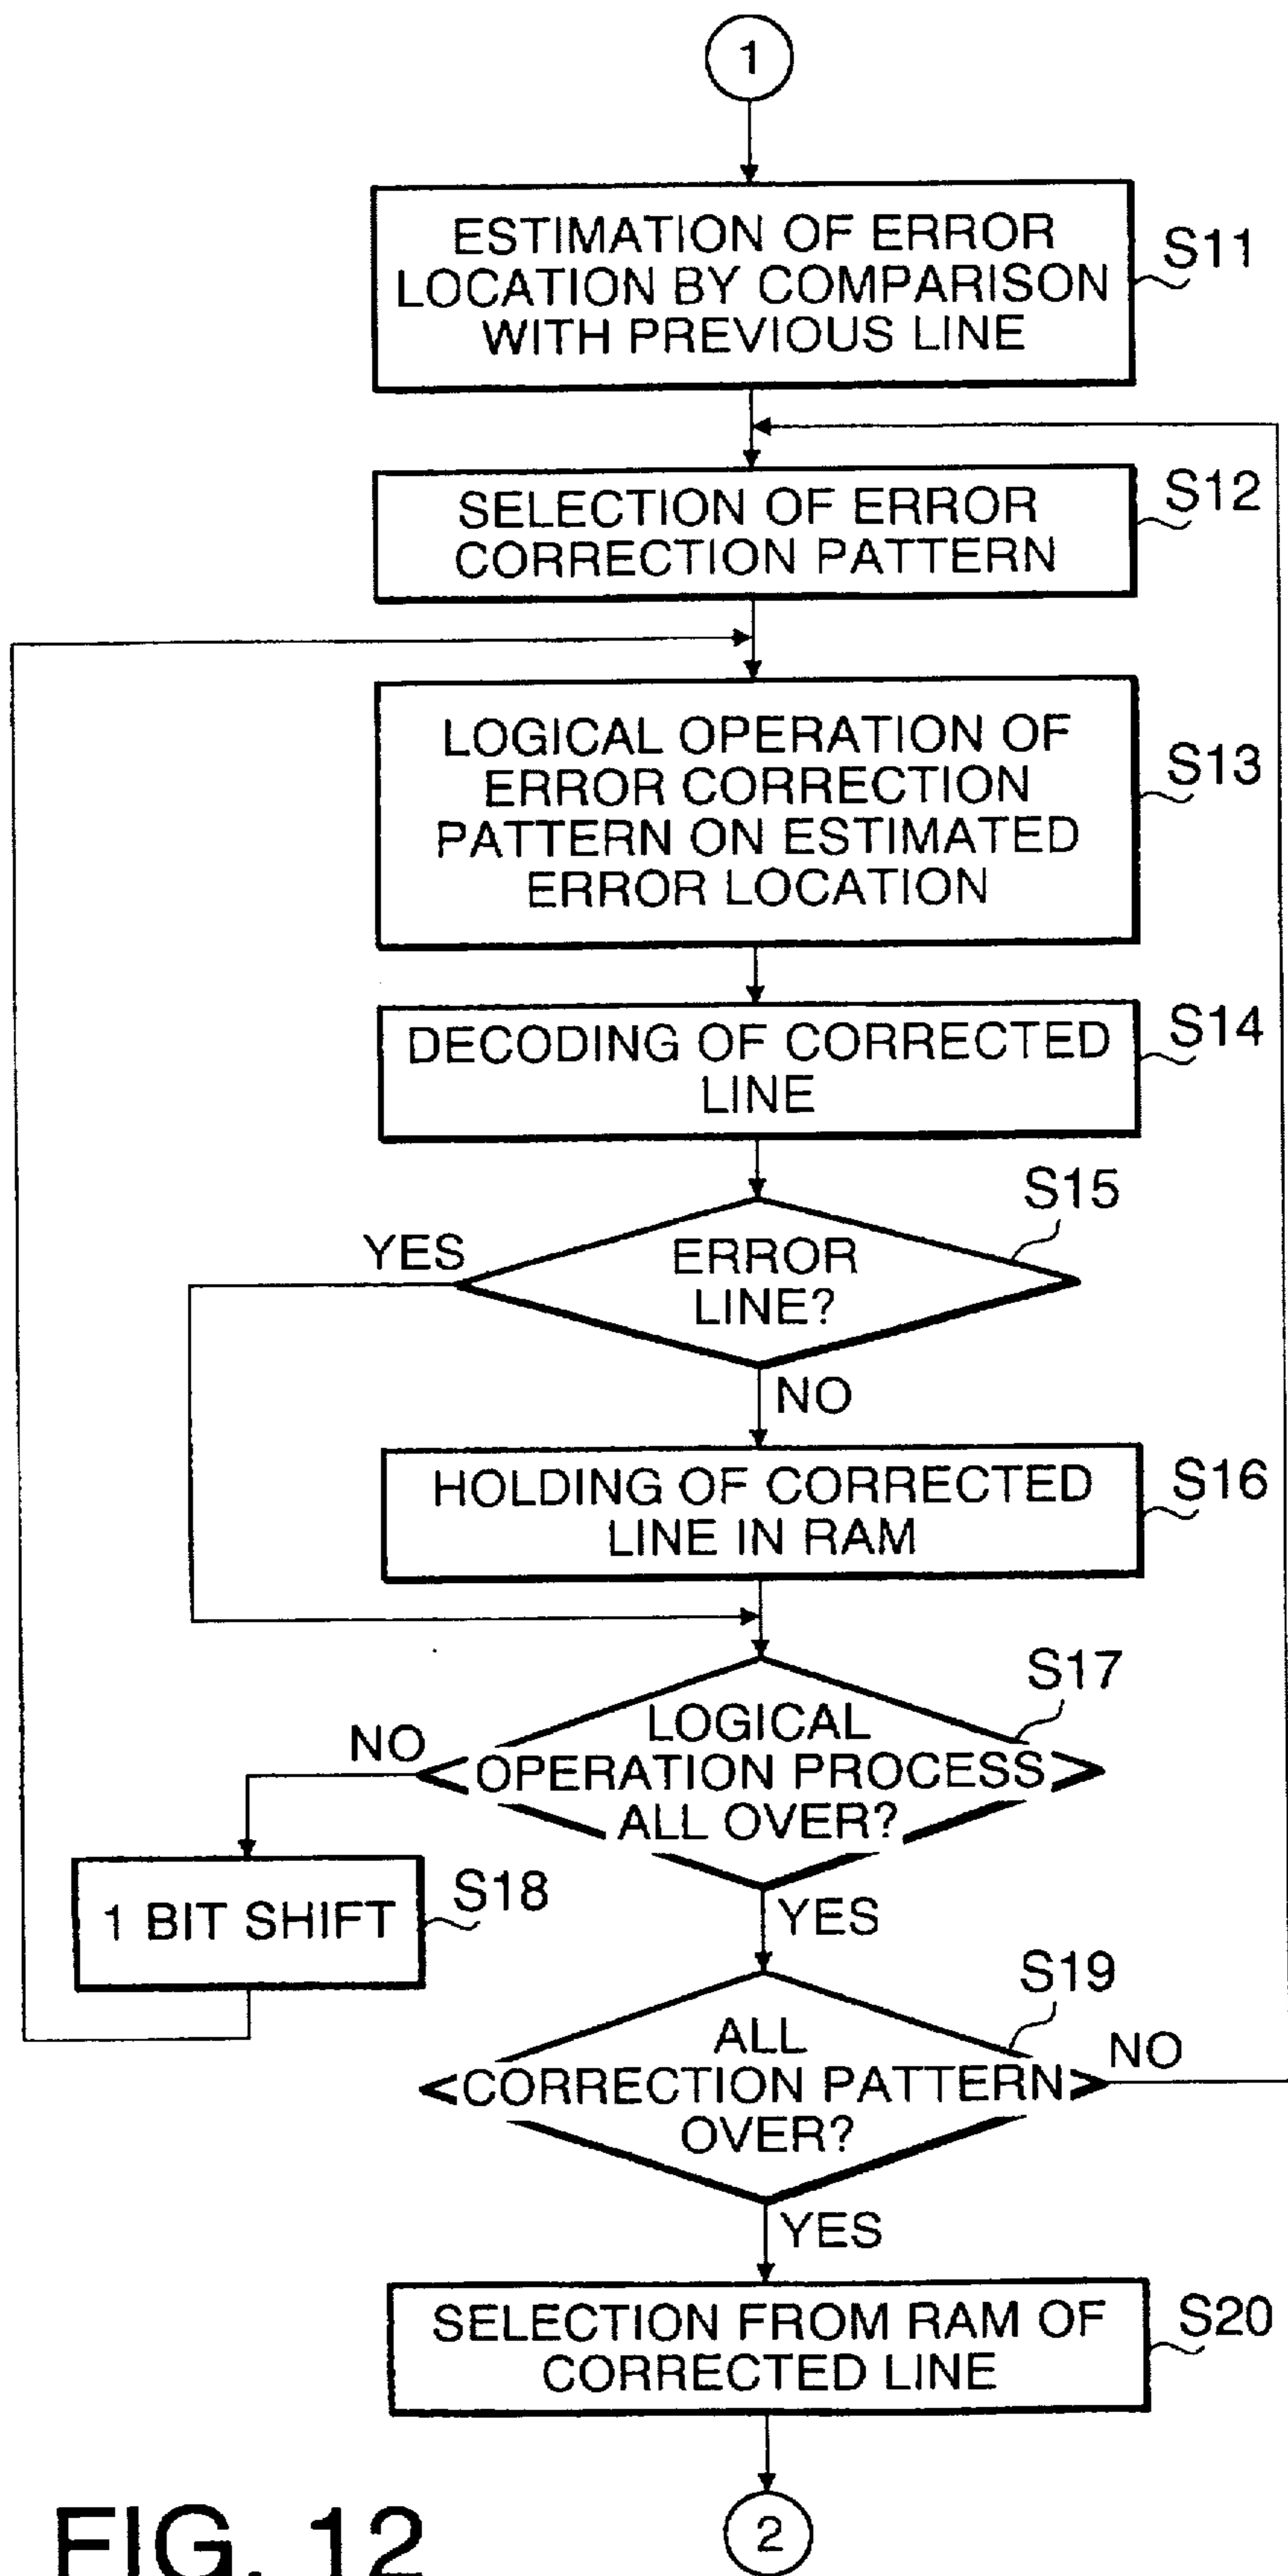 1
ESTIMATION OF ERROR
LOCATION BY COMPARISON
WITH PREVIOUS LINE
S11
SELECTION OF ERROR
CORRECTION PATTERN
S12
LOGICAL OPERATION OF
ERROR CORRECTION
PATTERN ON ESTIMATED
ERROR LOCATION
S13
DECODING OF CORRECTED
LINE
S14
S15
YES
ERROR
LINE?
NO
HOLDING OF CORRECTED
LINE IN RAM
S16
S17
NO
LOGICAL
OPERATION PROCESS
ALL OVER?
1 BIT SHIFT
S18
YES
S19
ALL
CORRECTION PATTERN
OVER?
NO
YES
SELECTION FROM RAM OF
CORRECTED LINE
S20
2
FIG. 12